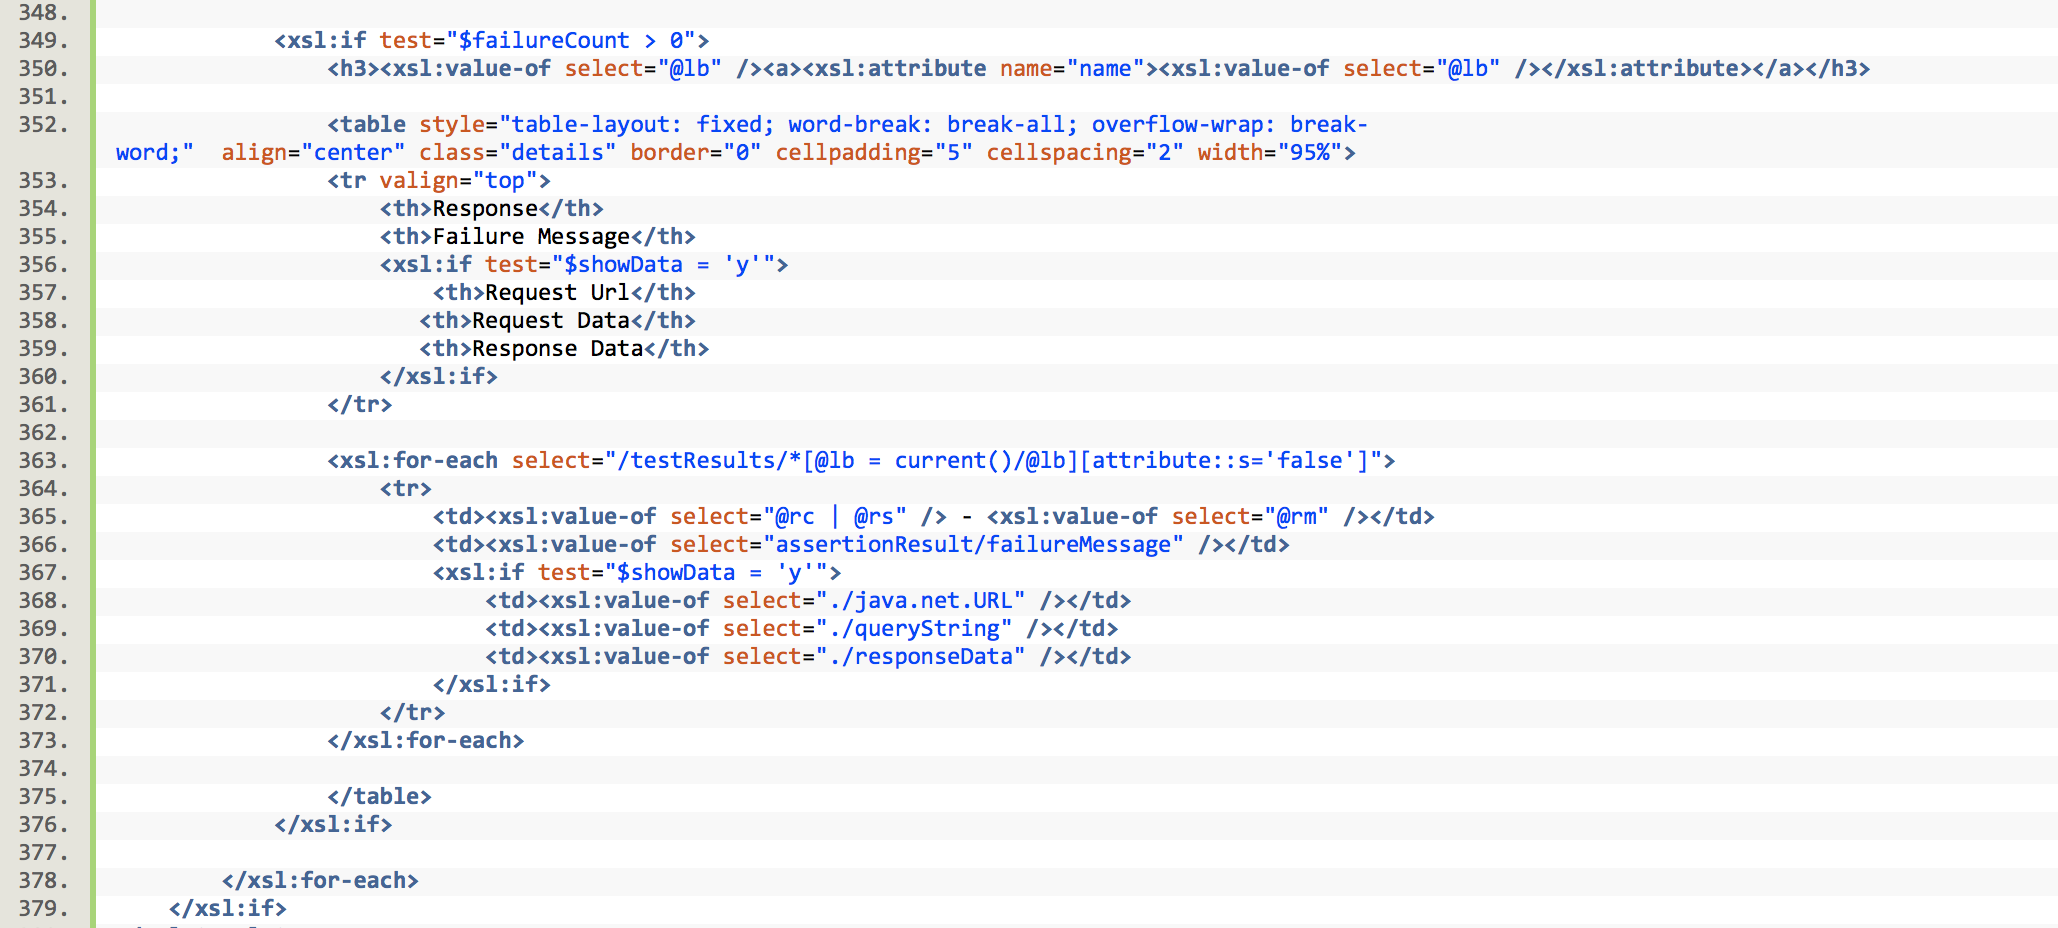 348.
349. <xsl:if test="$failureCount > 0">
350. <h3><xsl:value-of select="@lb" /><a><xsl:attribute name="name"><xsl:value-of select="@lb" /></xsl:attribute></a></h3>
351.
352. <table style="table-layout: fixed; word-break: break-all; overflow-wrap: break-
word;"  align="center" class="details" border="0" cellpadding="5" cellspacing="2" width="95%">
353. <tr valign="top">
354. <th>Response</th>
355. <th>Failure Message</th>
356. <xsl:if test="$showData = 'y'">
357. <th>Request Url</th>
358. <th>Request Data</th>
359. <th>Response Data</th>
360. </xsl:if>
361. </tr>
362.
363. <xsl:for-each select="/testResults/*[@lb = current()/@lb][attribute::s='false']">
364. <tr>
365. <td><xsl:value-of select="@rc | @rs" /> - <xsl:value-of select="@rm" /></td>
366. <td><xsl:value-of select="assertionResult/failureMessage" /></td>
367. <xsl:if test="$showData = 'y'">
368. <td><xsl:value-of select="./java.net.URL" /></td>
369. <td><xsl:value-of select="./queryString" /></td>
370. <td><xsl:value-of select="./responseData" /></td>
371. </xsl:if>
372. </tr>
373. </xsl:for-each>
374.
375. </table>
376. </xsl:if>
377.
378. </xsl:for-each>
379. </xsl:if>